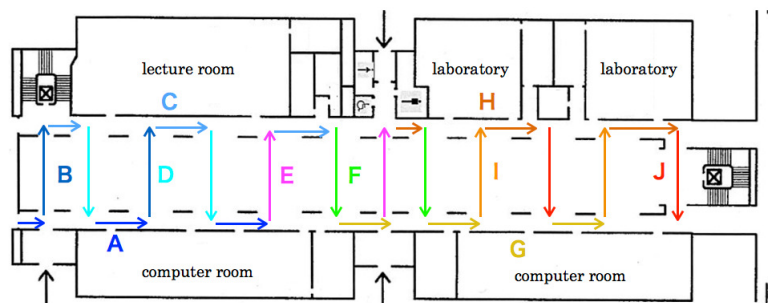 lecture room
laboratory
laboratory
C
H
B
D
E
F
I
J
A
G
computer room
computer room